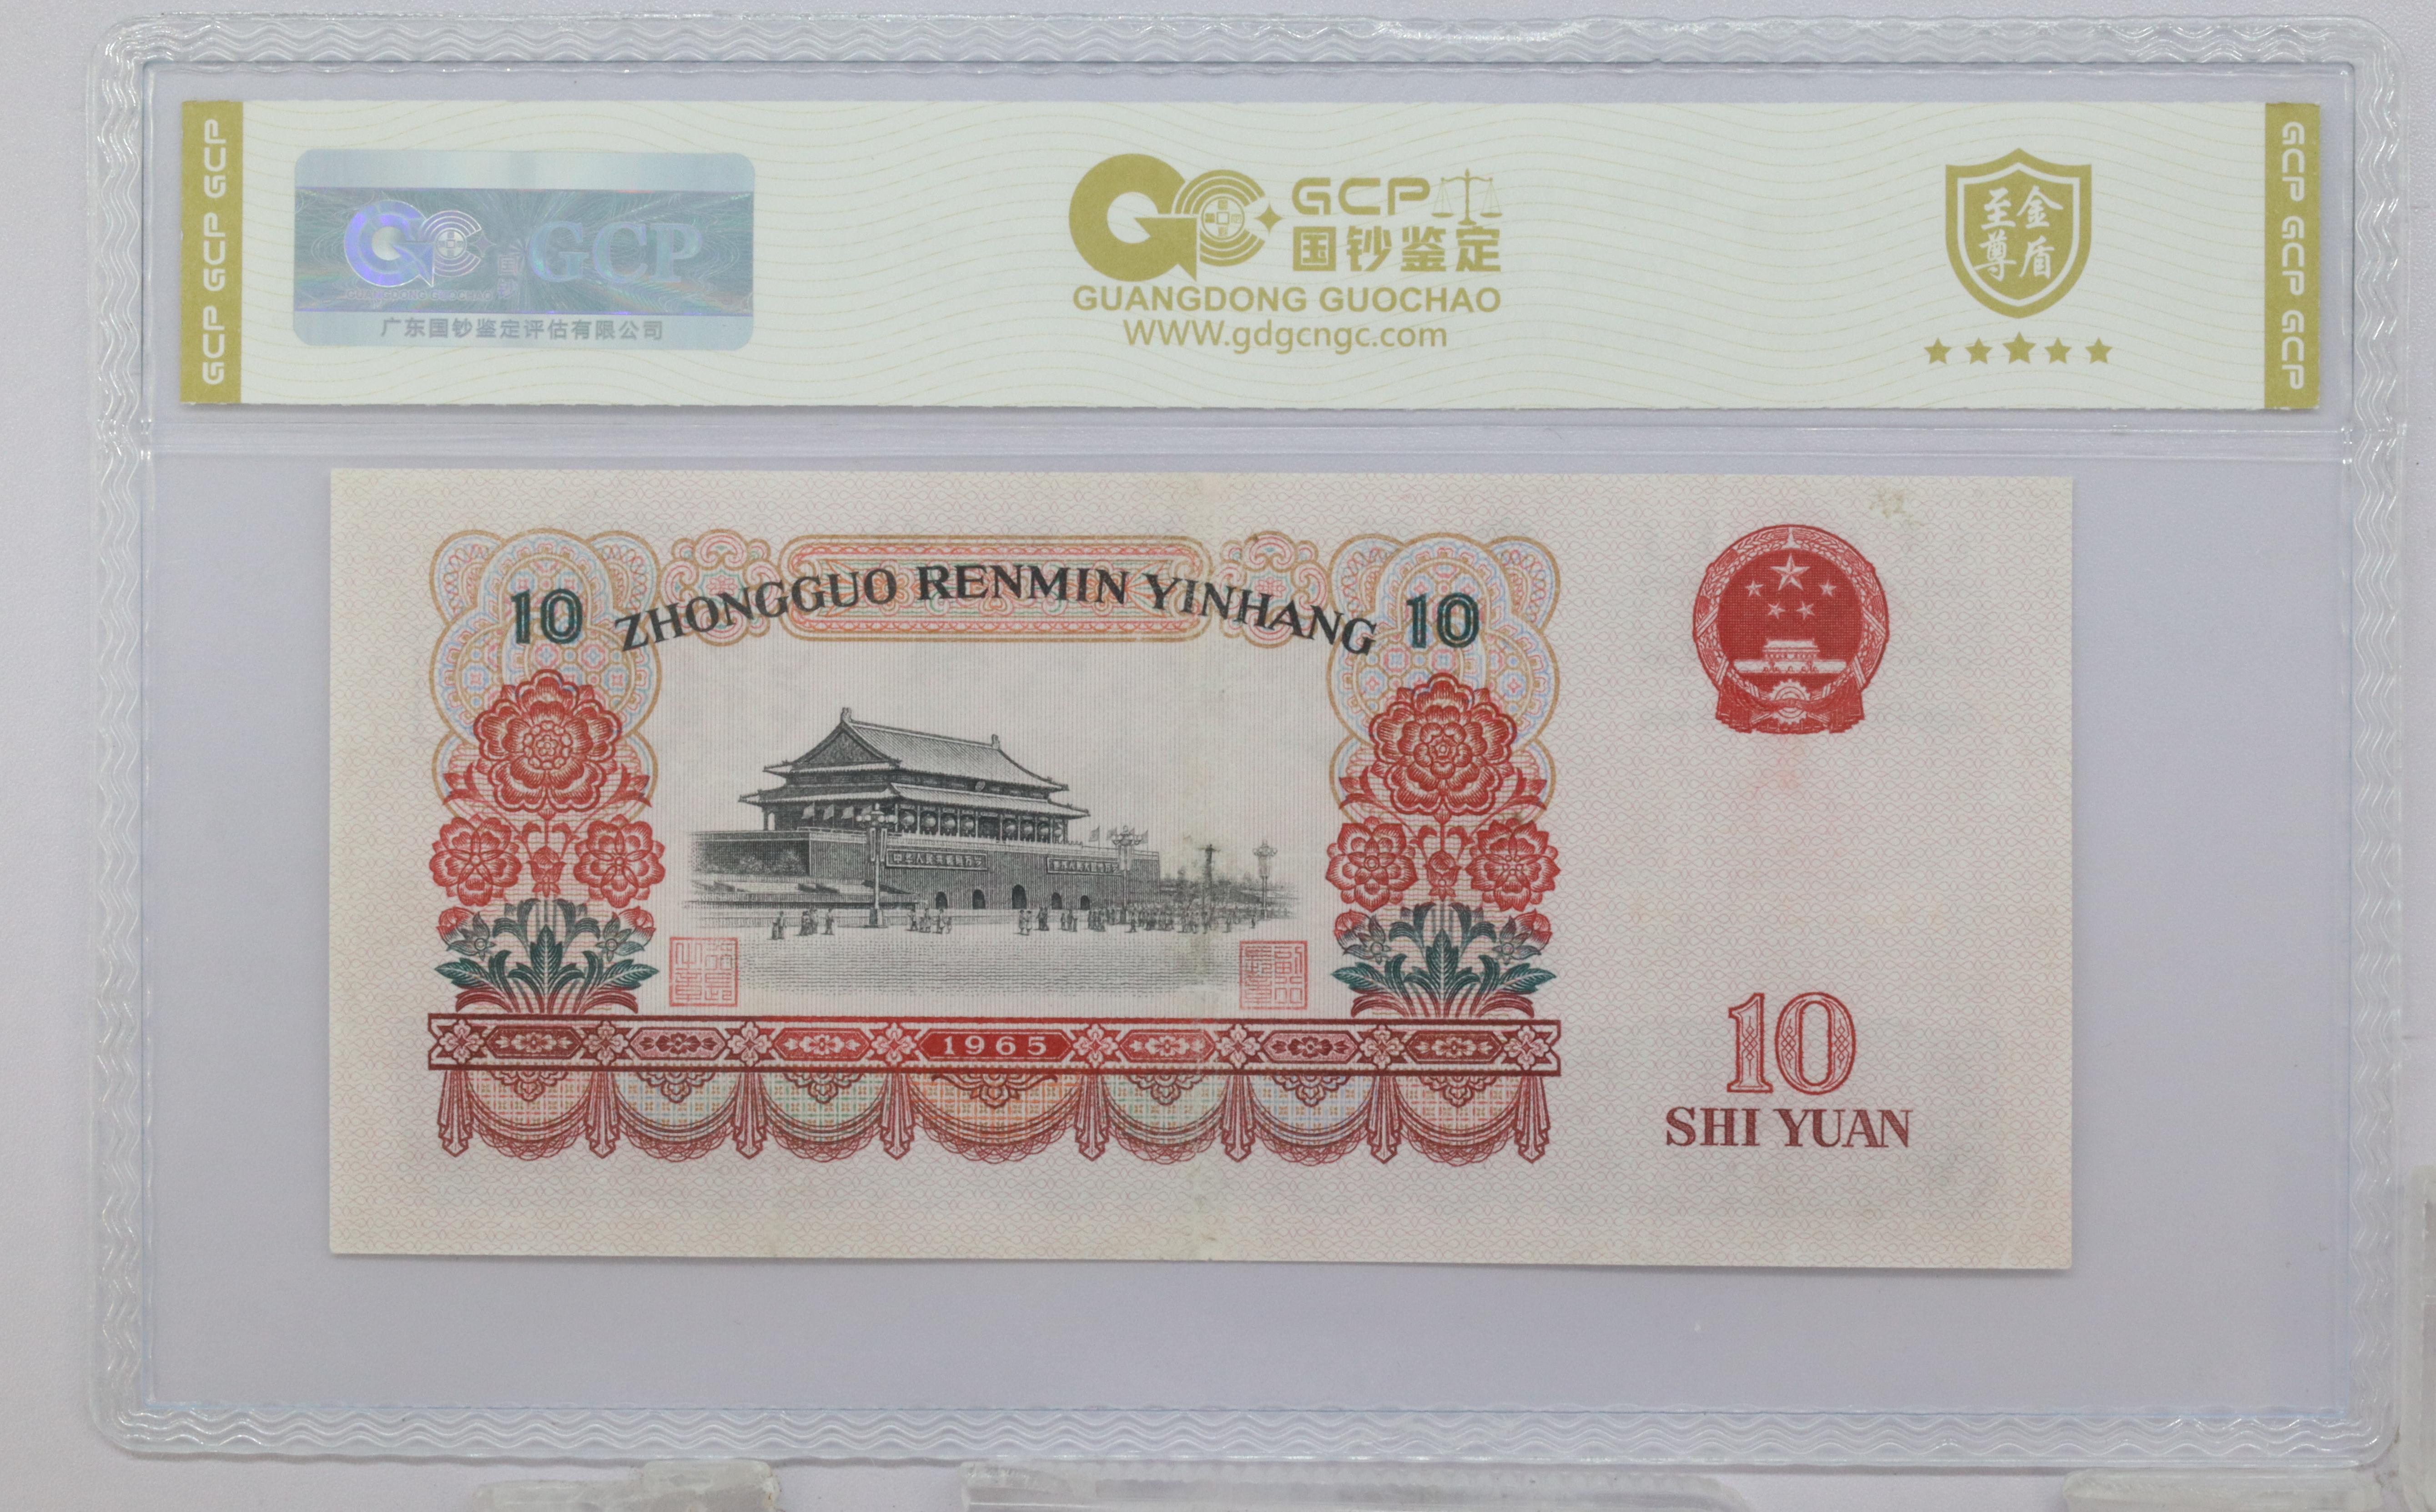 GCP GCP GCP
GCP
广东国钞鉴定评估有限公司
GCP
国钞鉴定
GUANGDONG GUOCHAO
WWW.gdgcngc.com
至尊
金盾
GCP GCP GCP
10
ZHONGGUO RENMIN YINHANG
10
1965
10
SHI YUAN